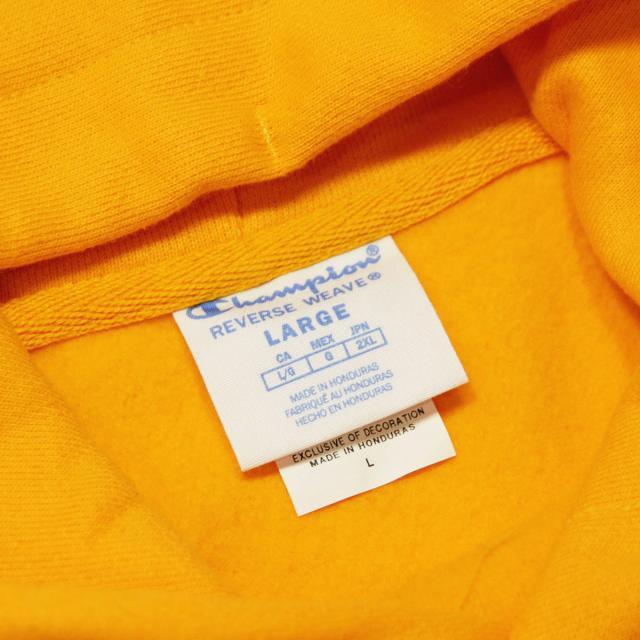 Champion®
REVERSE WEAVE®
LARGE
CA MEX JPN
L/G G 2XL
MADE IN HONDURAS
FABRIQUÉ AU HONDURAS
HECHO EN HONDURAS
EXCLUSIVE OF DECORATION
MADE IN HONDURAS
L